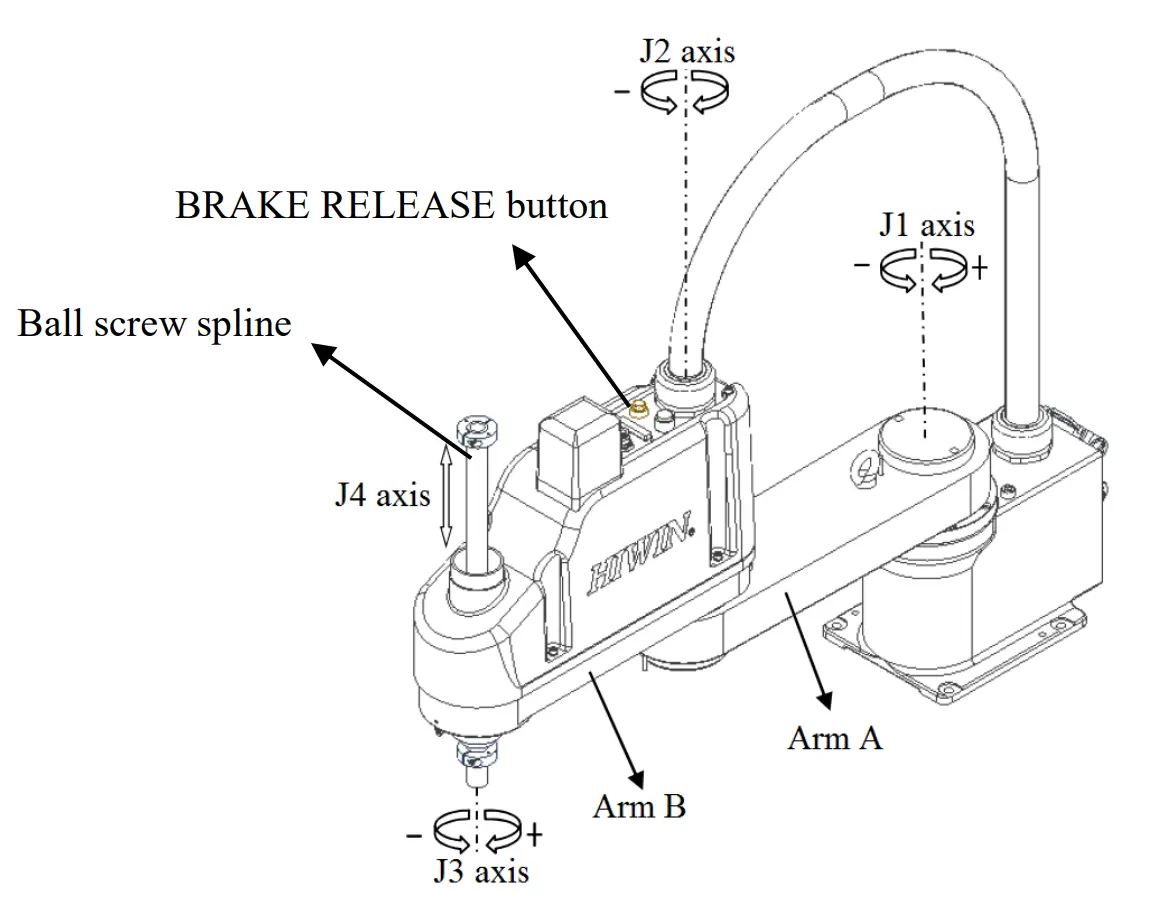 J2 axis
-
BRAKE RELEASE button
J1 axis
- +
Ball screw spline
J4 axis
HIWIN®
Arm A
Arm B
- +
J3 axis